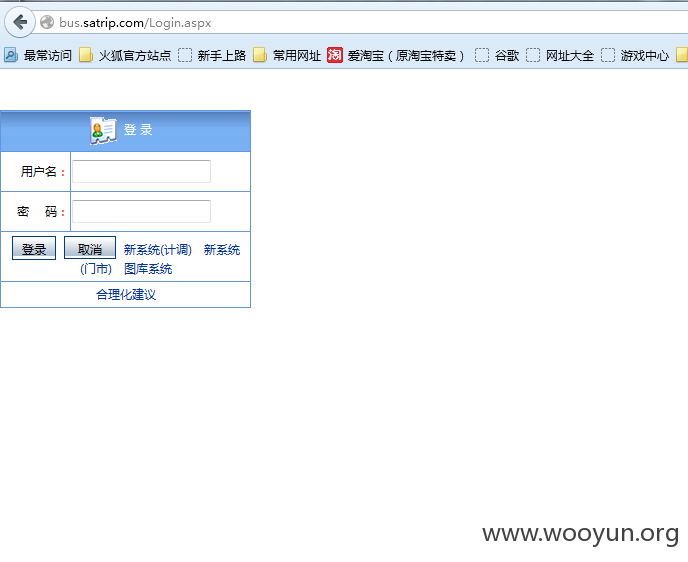 bus.satrip.com/Login.aspx
最常访问 火狐官方站点 新手上路 常用网址 淘 爱淘宝（原淘宝特卖） 谷歌 网址大全 游戏中心
登 录
用户名：
密 码：
登录 取消 新系统(计调) 新系统
(门市) 图库系统
合理化建议
www.wooyun.org